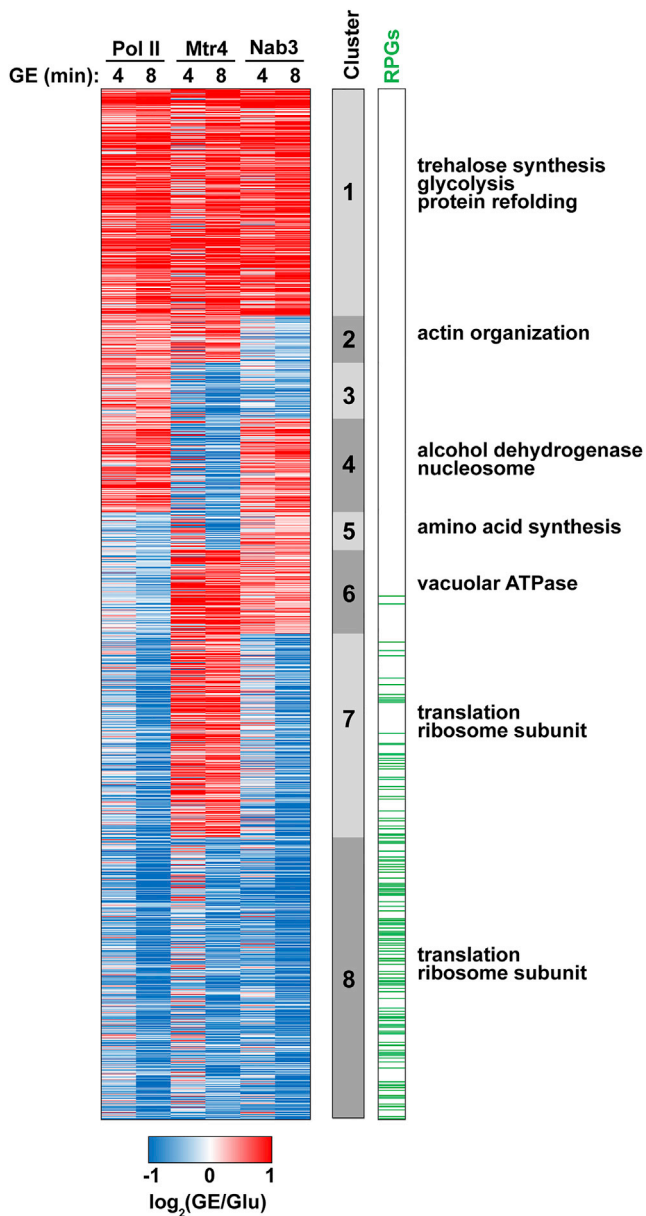 Pol II Mtr4 Nab3
GE (min): 4 8 4 8 4 8
Cluster
RPGs
1
trehalose synthesis
glycolysis
protein refolding
2
actin organization
3
4
alcohol dehydrogenase
nucleosome
5
amino acid synthesis
6
vacuolar ATPase
7
translation
ribosome subunit
8
translation
ribosome subunit
-1 0 1
log₂(GE/Glu)